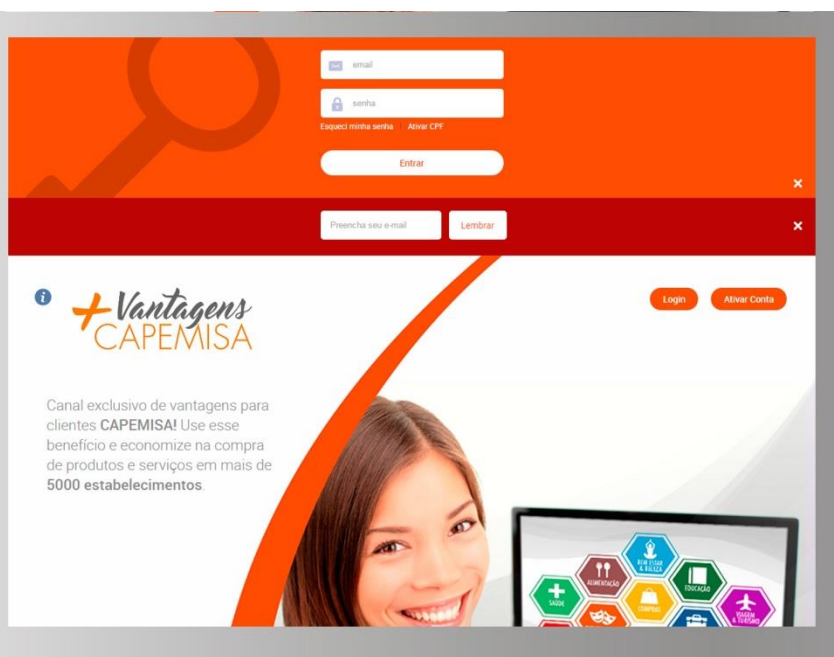 email
senha
Esqueci minha senha | Ativar CPF
Entrar
Preencha seu e-mail
Lembrar
Login
Ativar Conta
+Vantagens
CAPEMISA
Canal exclusivo de vantagens para
clientes CAPEMISA! Use esse
benefício e economize na compra
de produtos e serviços em mais de
5000 estabelecimentos.
BEM ESTAR
& BELEZA
ALIMENTAÇÃO
EDUCAÇÃO
SAÚDE
COMPRAS
VIAGEM
& TURISMO